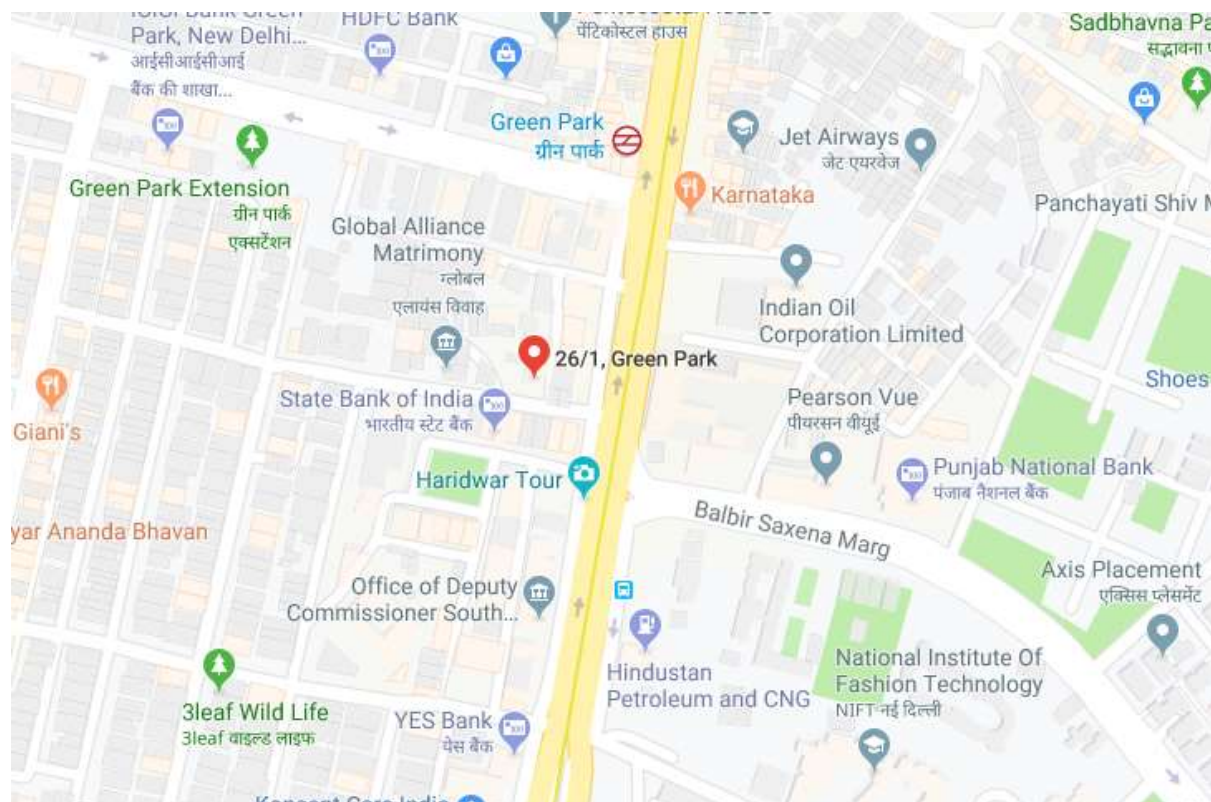 Park, New Delhi...
आईसीआईसीआई
बैंक की शाखा...
HDFC Bank
पेंटिकोस्टल हाउस
Sadbhavna Pa
सद्भावना प
Green Park
ग्रीन पार्क
Jet Airways
जेट एयरवेज
Green Park Extension
ग्रीन पार्क
एक्सटेंशन
Karnataka
Panchayati Shiv M
Global Alliance
Matrimony
ग्लोबल
एलायंस विवाह
Indian Oil
Corporation Limited
26/1, Green Park
Shoes
State Bank of India
भारतीय स्टेट बैंक
Pearson Vue
पीयरसन वीयूई
Giani's
Haridwar Tour
Punjab National Bank
पंजाब नैशनल बैंक
Balbir Saxena Marg
yar Ananda Bhavan
Office of Deputy
Commissioner South...
Axis Placement
एक्सिस प्लेसमेंट
Hindustan
Petroleum and CNG
National Institute Of
Fashion Technology
NIFT-नई दिल्ली
3leaf Wild Life
3leaf वाइल्ड लाइफ
YES Bank
येस बैंक